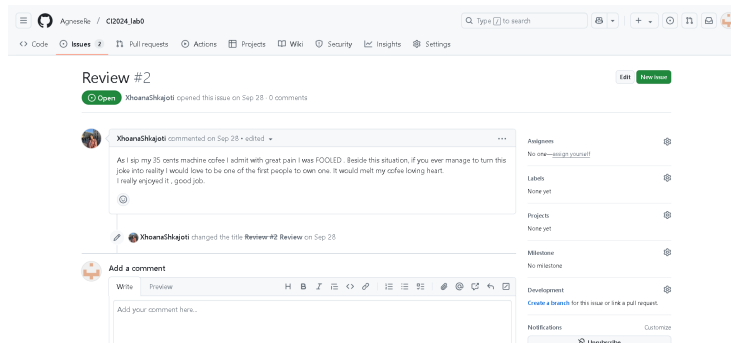 AgneseRe / CI2024_lab0
Type / to search
Code
Issues 2
Pull requests
Actions
Projects
Wiki
Security
Insights
Settings
Review #2
Edit
New issue
Open
XhoanaShkajoti opened this issue on Sep 28 · 0 comments
XhoanaShkajoti commented on Sep 28 • edited
As I sip my 35 cents machine cofee I admit with great pain I was FOOLED . Beside this situation, if you ever manage to turn this
joke into reality I would love to be one of the first people to own one. It would melt my cofee loving heart.
I really enjoyed it , good job.
XhoanaShkajoti changed the title Review #2 Review on Sep 28
Add a comment
Write
Preview
Add your comment here...
Assignees
No one—assign yourself
Labels
None yet
Projects
None yet
Milestone
No milestone
Development
Create a branch for this issue or link a pull request.
Notifications
Customize
Unsubscribe